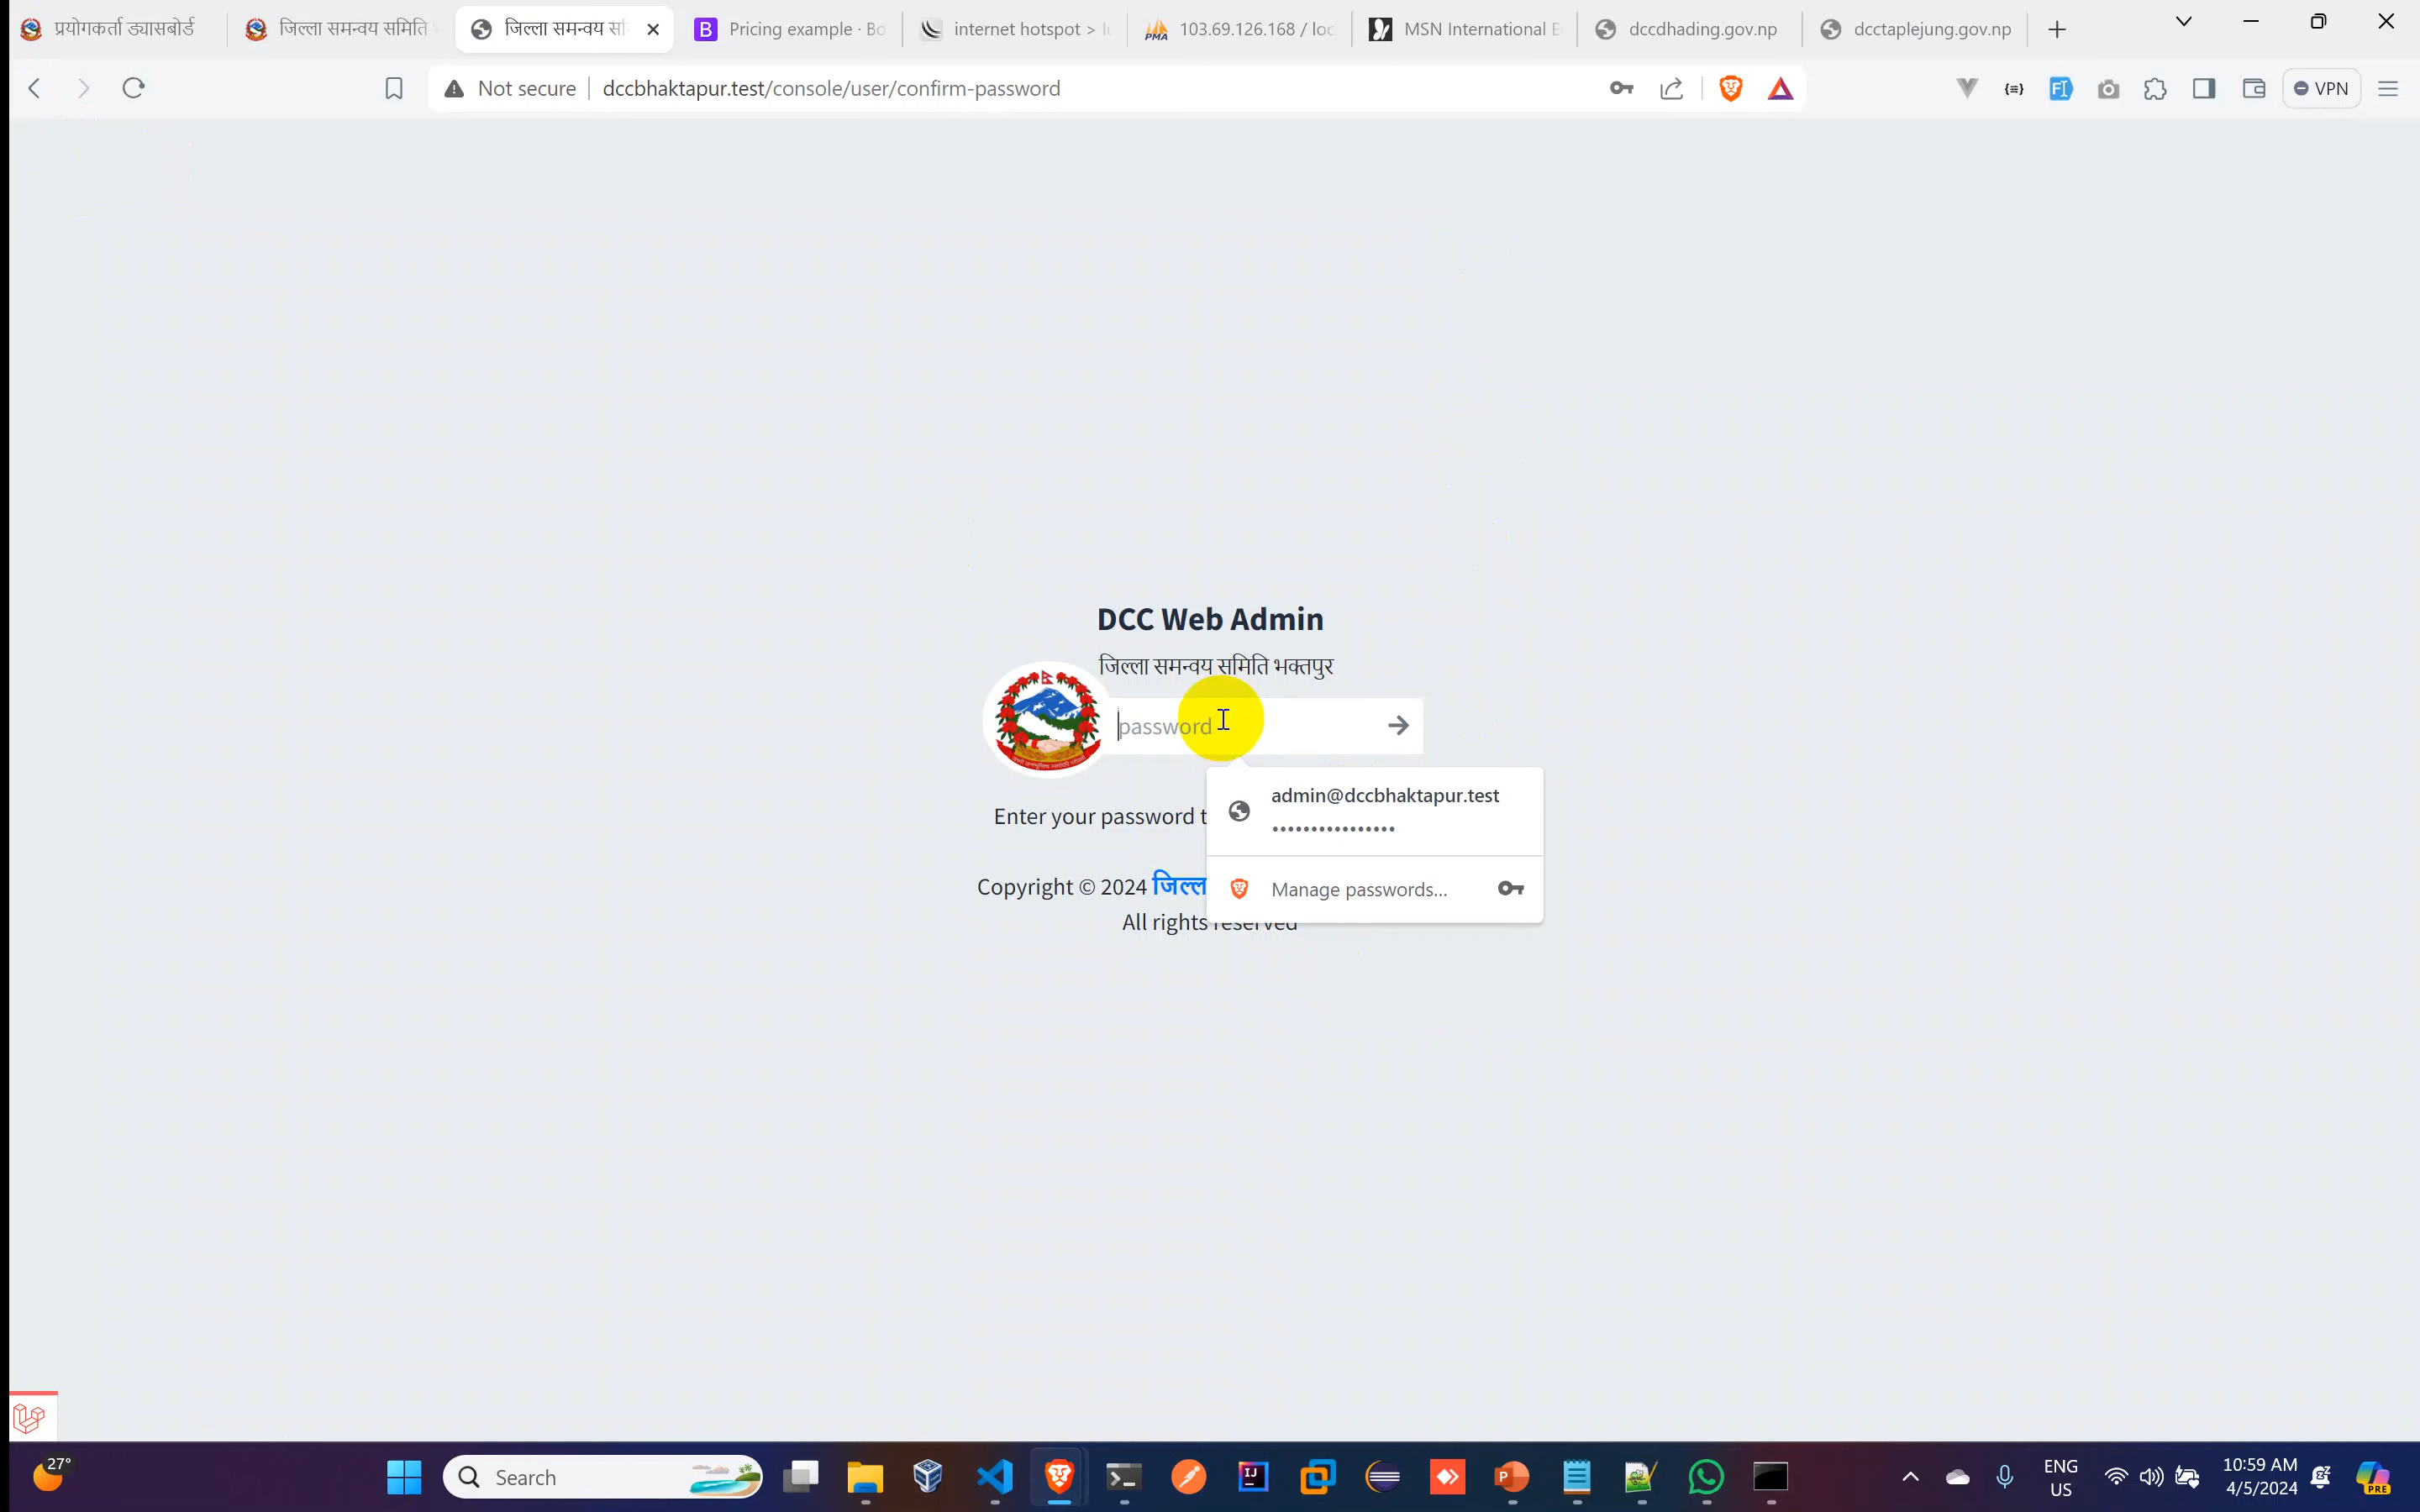 प्रयोगकर्ता ड्यासबोर्ड
जिल्ला समन्वय समिति
जिल्ला समन्वय
Pricing example · Bo
internet hotspot >
103.69.126.168 / loc
MSN International
dccdhading.gov.np
dcctaplejung.gov.np
Not secure
dccbhaktapur.test/console/user/confirm-password
VPN
DCC Web Admin
जिल्ला समन्वय समिति भक्तपुर
password
admin@dccbhaktapur.test
••••••••••••••••
Enter your password t
Manage passwords...
Copyright © 2024 जिल्ल
All rights reserved
27°
Search
ENG
US
10:59 AM
4/5/2024
PRE